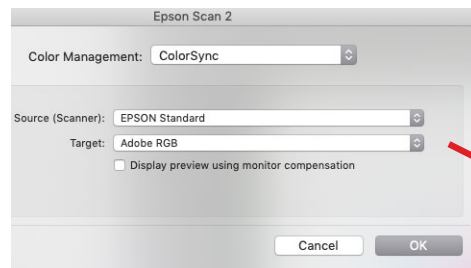 Epson Scan 2
Color Management: ColorSync
Source (Scanner): EPSON Standard
Target: Adobe RGB
Display preview using monitor compensation
Cancel OK